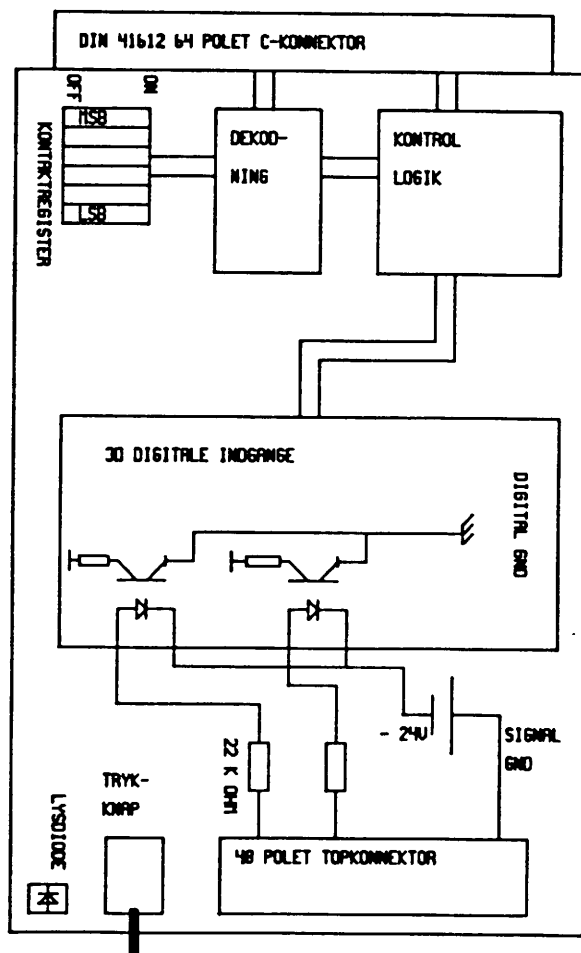 DIN 41612 64 POLET C-KONNEKTOR
OFF
ON
MSB
LSB
KONTAKTREGISTER
DEKOD-
NING
KONTROL
LOGIK
30 DIGITALE INDGANGE
DIGITAL GND
- 24V
SIGNAL
GND
22 K OHM
TRYK-
KNAP
LYSDIODE
48 POLET TOPKONNEKTOR